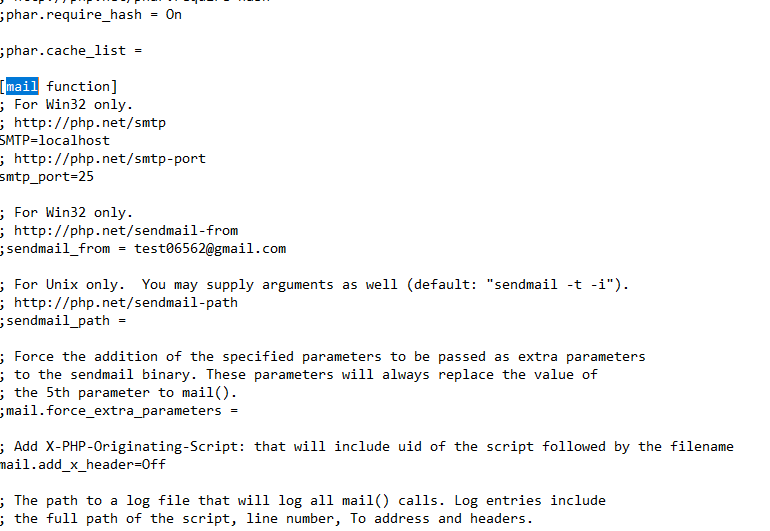 ;phar.require_hash = On
;phar.cache_list =
[mail function]
; For Win32 only.
; http://php.net/smtp
SMTP=localhost
; http://php.net/smtp-port
smtp_port=25
; For Win32 only.
; http://php.net/sendmail-from
;sendmail_from = test06562@gmail.com
; For Unix only.  You may supply arguments as well (default: "sendmail -t -i").
; http://php.net/sendmail-path
;sendmail_path =
; Force the addition of the specified parameters to be passed as extra parameters
; to the sendmail binary. These parameters will always replace the value of
; the 5th parameter to mail().
;mail.force_extra_parameters =
; Add X-PHP-Originating-Script: that will include uid of the script followed by the filename
mail.add_x_header=Off
; The path to a log file that will log all mail() calls. Log entries include
; the full path of the script, line number, To address and headers.